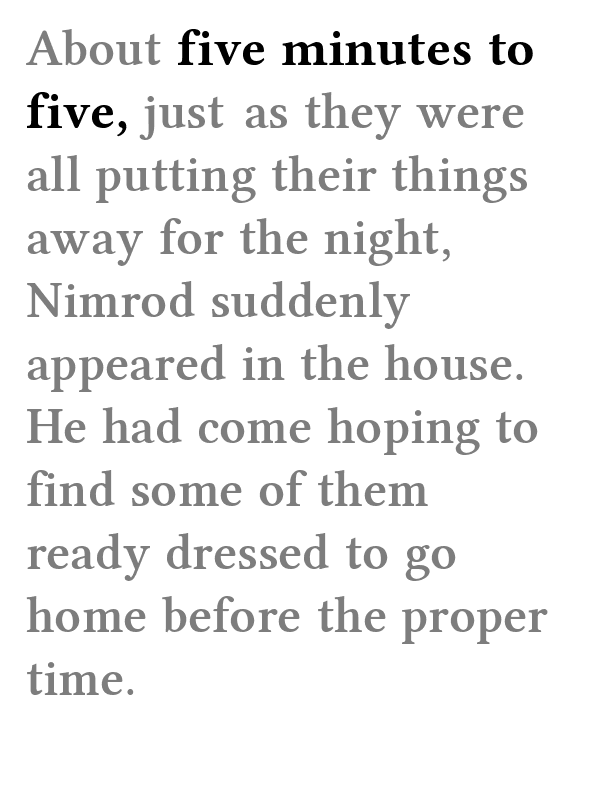 About five minutes to
five, just as they were
all putting their things
away for the night,
Nimrod suddenly
appeared in the house.
He had come hoping to
find some of them
ready dressed to go
home before the proper
time.